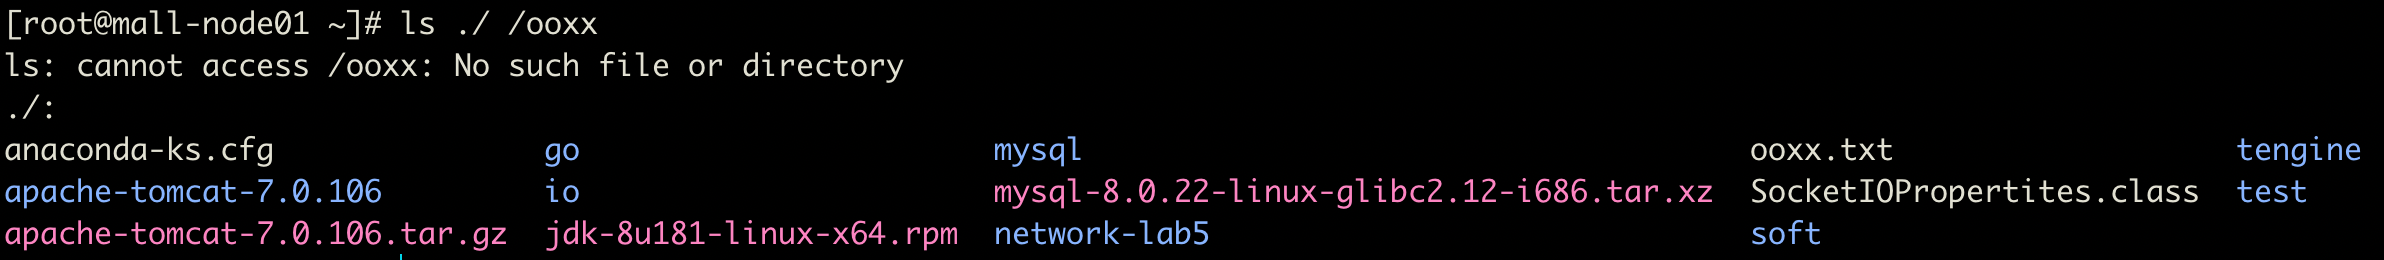 [root@mall-node01 ~]# ls ./ /ooxx
ls: cannot access /ooxx: No such file or directory
./:
anaconda-ks.cfg               go                       mysql                                     ooxx.txt                   tengine
apache-tomcat-7.0.106         io                       mysql-8.0.22-linux-glibc2.12-i686.tar.xz  SocketIOPropertites.class  test
apache-tomcat-7.0.106.tar.gz  jdk-8u181-linux-x64.rpm  network-lab5                              soft